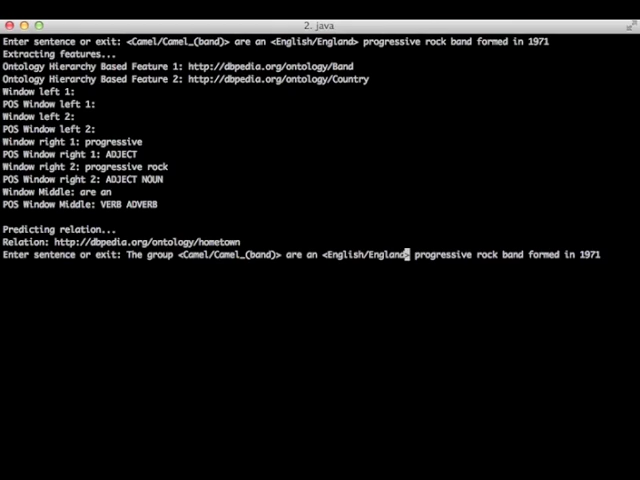 2. java
Enter sentence or exit: <Camel/Camel_(band)> are an <English/England> progressive rock band formed in 1971
Extracting features...
Ontology Hierarchy Based Feature 1: http://dbpedia.org/ontology/Band
Ontology Hierarchy Based Feature 2: http://dbpedia.org/ontology/Country
Window left 1:
POS Window left 1:
Window left 2:
POS Window left 2:
Window right 1: progressive
POS Window right 1: ADJECT
Window right 2: progressive rock
POS Window right 2: ADJECT NOUN
Window Middle: are an
POS Window Middle: VERB ADVERB
Predicting relation...
Relation: http://dbpedia.org/ontology/hometown
Enter sentence or exit: The group <Camel/Camel_(band)> are an <English/England> progressive rock band formed in 1971